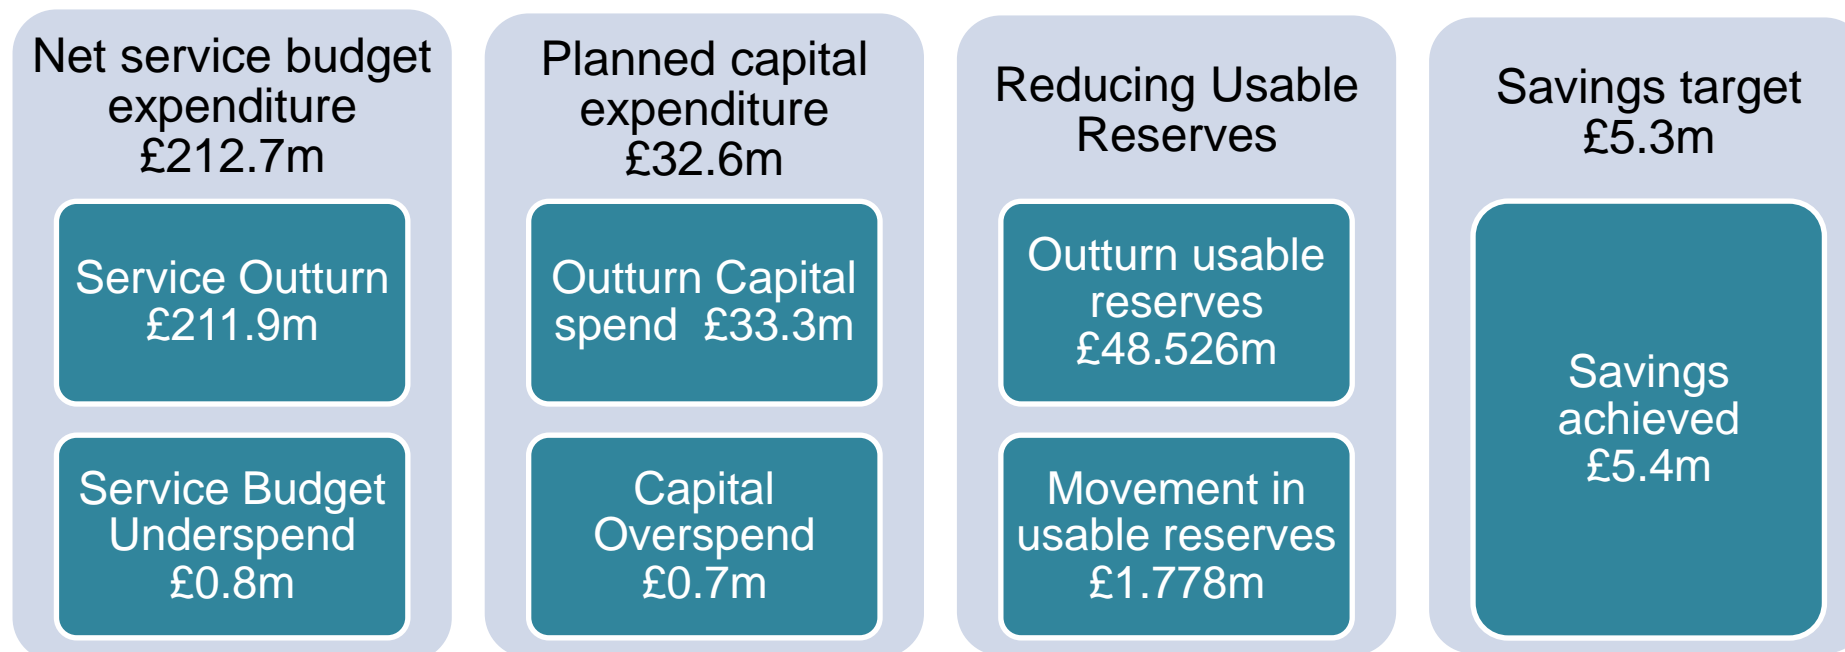 Net service budget
expenditure
£212.7m
Service Outturn
£211.9m
Service Budget
Underspend
£0.8m
Planned capital
expenditure
£32.6m
Outturn Capital
spend  £33.3m
Capital
Overspend
£0.7m
Reducing Usable
Reserves
Outturn usable
reserves
£48.526m
Movement in
usable reserves
£1.778m
Savings target
£5.3m
Savings
achieved
£5.4m